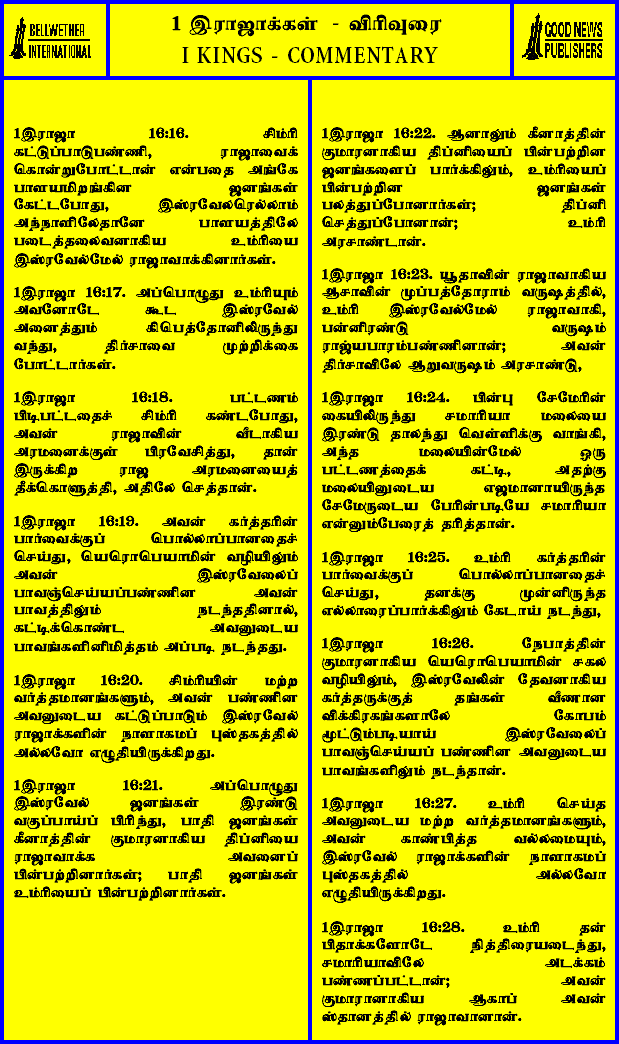 BELLWETHER
INTERNATIONAL
1 இராஜாக்கள் - விரிவுரை
I KINGS - COMMENTARY
GOOD NEWS
PUBLISHERS
1இராஜா 16:16. சிம்ரி
கட்டுப்பாடுபண்ணி, ராஜாவைக்
கொன்றுபோட்டான் என்பதை அங்கே
பாளயமிறங்கின ஜனங்கள்
கேட்டபோது, இஸ்ரவேலரெல்லாம்
அந்நாளிலேதானே பாளயத்திலே
படைத்தலைவனாகிய உம்ரியை
இஸ்ரவேல்மேல் ராஜாவாக்கினார்கள்.
1இராஜா 16:17. அப்பொழுது உம்ரியும்
அவனோடே கூட இஸ்ரவேல்
அனைத்தும் கிபெத்தோனிலிருந்து
வந்து, திர்சாவை முற்றிக்கை
போட்டார்கள்.
1இராஜா 16:18. பட்டணம்
பிடிபட்டதைச் சிம்ரி கண்டபோது,
அவன் ராஜாவின் வீடாகிய
அரமனைக்குள் பிரவேசித்து, தான்
இருக்கிற ராஜ அரமனையைத்
தீக்கொளுத்தி, அதிலே செத்தான்.
1இராஜா 16:19. அவன் கர்த்தரின்
பார்வைக்குப் பொல்லாப்பானதைச்
செய்து, யெரொபெயாமின் வழியிலும்
அவன் இஸ்ரவேலைப்
பாவஞ்செய்யப்பண்ணின அவன்
பாவத்திலும் நடந்ததினால்,
கட்டிக்கொண்ட அவனுடைய
பாவங்களினிமித்தம் அப்படி நடந்தது.
1இராஜா 16:20. சிம்ரியின் மற்ற
வர்த்தமானங்களும், அவன் பண்ணின
அவனுடைய கட்டுப்பாடும் இஸ்ரவேல்
ராஜாக்களின் நாளாகமப் புஸ்தகத்தில்
அல்லவோ எழுதியிருக்கிறது.
1இராஜா 16:21. அப்பொழுது
இஸ்ரவேல் ஜனங்கள் இரண்டு
வகுப்பாய்ப் பிரிந்து, பாதி ஜனங்கள்
கீனாத்தின் குமாரனாகிய திப்னியை
ராஜாவாக்க அவனைப்
பின்பற்றினார்கள்; பாதி ஜனங்கள்
உம்ரியைப் பின்பற்றினார்கள்.
1இராஜா 16:22. ஆனாலும் கீனாத்தின்
குமாரனாகிய திப்னியைப் பின்பற்றின
ஜனங்களைப் பார்க்கிலும், உம்ரியைப்
பின்பற்றின ஜனங்கள்
பலத்துப்போனார்கள்; திப்னி
செத்துப்போனான்; உம்ரி
அரசாண்டான்.
1இராஜா 16:23. யூதாவின் ராஜாவாகிய
ஆசாவின் முப்பத்தோராம் வருஷத்தில்,
உம்ரி இஸ்ரவேல்மேல் ராஜாவாகி,
பன்னிரண்டு வருஷம்
ராஜ்யபாரம்பண்ணினான்; அவன்
திர்சாவிலே ஆறுவருஷம் அரசாண்டு,
1இராஜா 16:24. பின்பு சேமேரின்
கையிலிருந்து சமாரியா மலையை
இரண்டு தாலந்து வெள்ளிக்கு வாங்கி,
அந்த மலையின்மேல் ஒரு
பட்டணத்தைக் கட்டி, அதற்கு
மலையினுடைய எஜமானாயிருந்த
சேமேருடைய பேரின்படியே சமாரியா
என்னும்பேரைத் தரித்தான்.
1இராஜா 16:25. உம்ரி கர்த்தரின்
பார்வைக்குப் பொல்லாப்பானதைச்
செய்து, தனக்கு முன்னிருந்த
எல்லாரைப்பார்க்கிலும் கேடாய் நடந்து,
1இராஜா 16:26. நேபாத்தின்
குமாரனாகிய யெரொபெயாமின் சகல
வழியிலும், இஸ்ரவேலின் தேவனாகிய
கர்த்தருக்குத் தங்கள் வீணான
விக்கிரகங்களாலே கோபம்
மூட்டும்படியாய் இஸ்ரவேலைப்
பாவஞ்செய்யப் பண்ணின அவனுடைய
பாவங்களிலும் நடந்தான்.
1இராஜா 16:27. உம்ரி செய்த
அவனுடைய மற்ற வர்த்தமானங்களும்,
அவன் காண்பித்த வல்லமையும்,
இஸ்ரவேல் ராஜாக்களின் நாளாகமப்
புஸ்தகத்தில் அல்லவோ
எழுதியிருக்கிறது.
1இராஜா 16:28. உம்ரி தன்
பிதாக்களோடே நித்திரையடைந்து,
சமாரியாவிலே அடக்கம்
பண்ணப்பட்டான்; அவன்
குமாரனாகிய ஆகாப் அவன்
ஸ்தானத்தில் ராஜாவானான்.